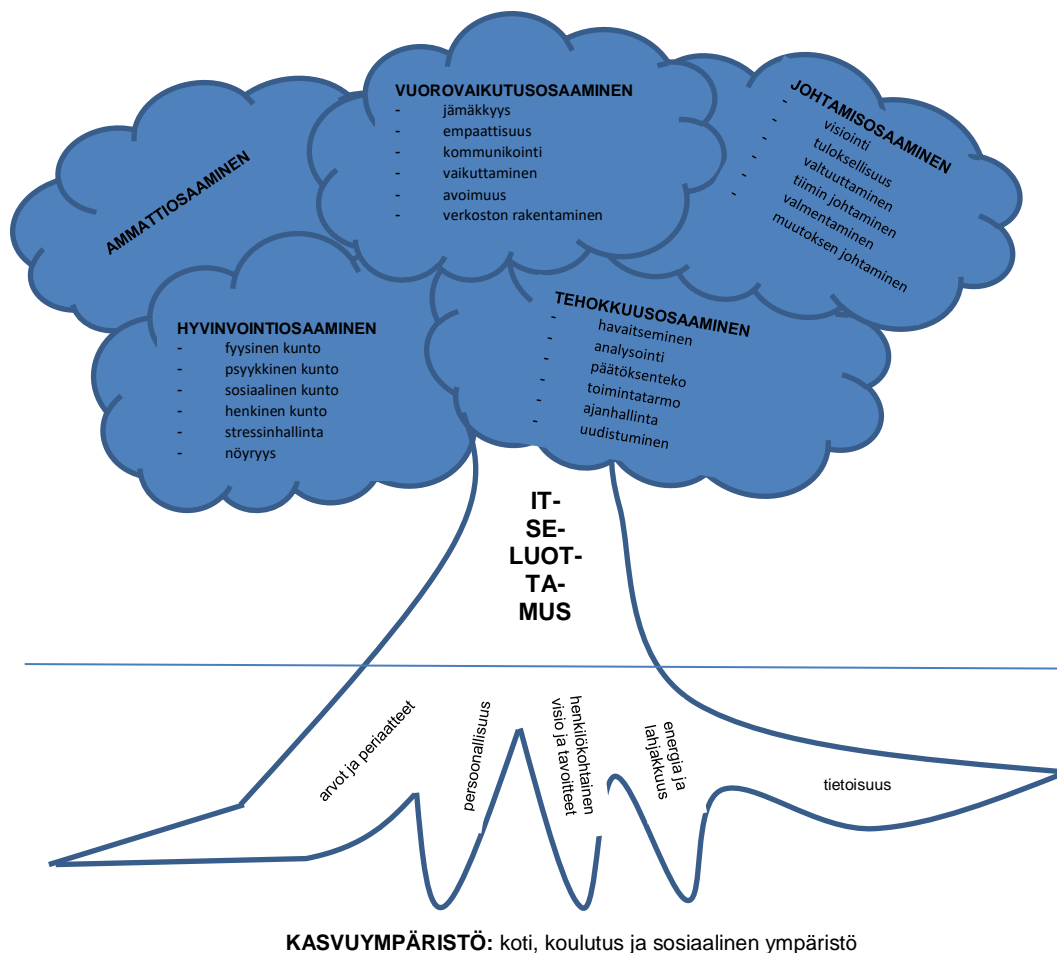 VUOROVAIKUTUSOSAAMINEN
- jämäkkyys
- empaattisuus
- kommunikointi
- vaikuttaminen
- avoimuus
- verkoston rakentaminen
JOHTAMISOSAAMINEN
- visiointi
- tuloksellisuus
- valtuuttaminen
- tiimin johtaminen
- valmentaminen
- muutoksen johtaminen
AMMATTIOSAAMINEN
HYVINVOINTIOSAAMINEN
- fyysinen kunto
- psyykkinen kunto
- sosiaalinen kunto
- henkinen kunto
- stressinhallinta
- nöyryys
TEHOKKUUSOSAAMINEN
- havaitseminen
- analysointi
- päätöksenteko
- toimintatarmo
- ajanhallinta
- uudistuminen
IT-
SE-
LUOT-
TA-
MUS
arvot ja periaatteet
persoonallisuus
henkilökohtainen
visio ja tavoitteet
energia ja
lahjakkuus
tietoisuus
KASVUYMPÄRISTÖ: koti, koulutus ja sosiaalinen ympäristö